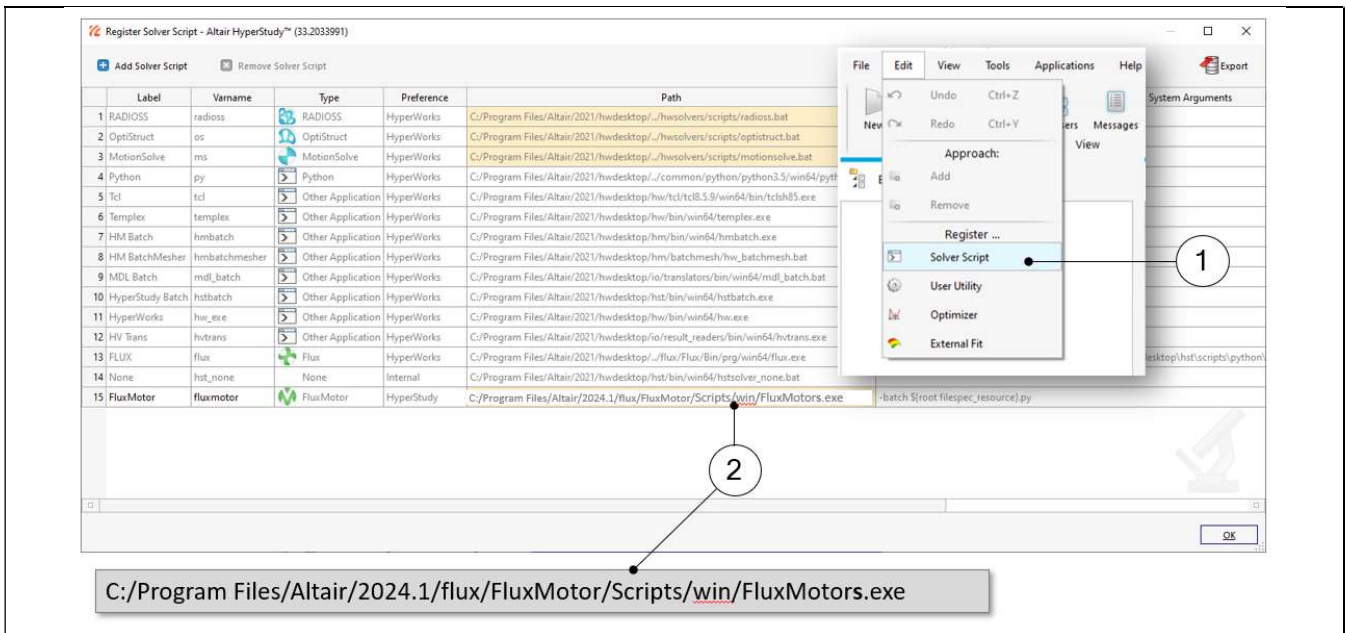 Register Solver Script - Altair HyperStudy™ (33.2033991)
Add Solver Script Remove Solver Script Export
Label Varname Type Preference Path System Arguments
1 RADIOSS radioss RADIOSS HyperWorks C:/Program Files/Altair/2021/hwdesktop/../hwsolvers/scripts/radioss.bat
2 OptiStruct os OptiStruct HyperWorks C:/Program Files/Altair/2021/hwdesktop/../hwsolvers/scripts/optistruct.bat
3 MotionSolve ms MotionSolve HyperWorks C:/Program Files/Altair/2021/hwdesktop/../hwsolvers/scripts/motionsolve.bat
4 Python py Python HyperWorks C:/Program Files/Altair/2021/hwdesktop/../common/python/python3.5/win64/pyth
5 Tcl tcl Other Application HyperWorks C:/Program Files/Altair/2021/hwdesktop/hw/tcl/tcl8.5.9/win64/bin/tclsh85.exe
6 Templex templex Other Application HyperWorks C:/Program Files/Altair/2021/hwdesktop/hw/bin/win64/templex.exe
7 HM Batch hmbatch Other Application HyperWorks C:/Program Files/Altair/2021/hwdesktop/hm/bin/win64/hmbatch.exe
8 HM BatchMesher hmbatchmesher Other Application HyperWorks C:/Program Files/Altair/2021/hwdesktop/hm/batchmesh/hw_batchmesh.bat
9 MDL Batch mdl_batch Other Application HyperWorks C:/Program Files/Altair/2021/hwdesktop/io/translators/bin/win64/mdl_batch.bat
10 HyperStudy Batch hstbatch Other Application HyperWorks C:/Program Files/Altair/2021/hwdesktop/hst/bin/win64/hstbatch.exe
11 HyperWorks hw_exe Other Application HyperWorks C:/Program Files/Altair/2021/hwdesktop/hw/bin/win64/hw.exe
12 HV Trans hvtrans Other Application HyperWorks C:/Program Files/Altair/2021/hwdesktop/io/result_readers/bin/win64/hvtrans.exe
13 FLUX flux Flux HyperWorks C:/Program Files/Altair/2021/hwdesktop/../flux/Flux/Bin/prg/win64/flux.exe esktop\hst\scripts\python\
14 None hst_none None Internal C:/Program Files/Altair/2021/hwdesktop/hst/bin/win64/hstsolver_none.bat
15 FluxMotor fluxmotor FluxMotor HyperStudy C:/Program Files/Altair/2024.1/flux/FluxMotor/Scripts/win/FluxMotors.exe -batch ${root filespec_resource}.py
File Edit View Tools Applications Help
New Undo Ctrl+Z
Redo Ctrl+Y ers Messages
View
Approach:
Add
Remove
Register ...
Solver Script
1
User Utility
Optimizer
External Fit
2
OK
C:/Program Files/Altair/2024.1/flux/FluxMotor/Scripts/win/FluxMotors.exe